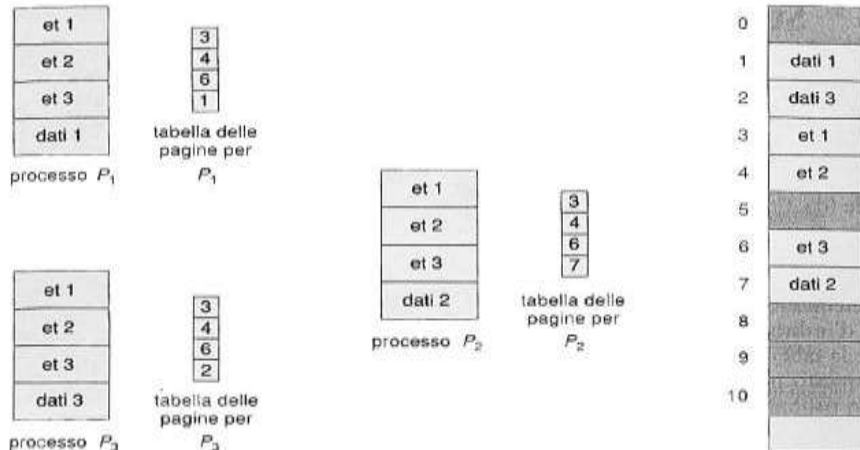 et 1
et 2
et 3
dati 1
processo P1
3
4
6
1
tabella delle
pagine per
P1
et 1
et 2
et 3
dati 3
processo P3
3
4
6
2
tabella delle
pagine per
P3
et 1
et 2
et 3
dati 2
processo P2
3
4
6
7
tabella delle
pagine per
P2
0
1 dati 1
2 dati 3
3 et 1
4 et 2
5
6 et 3
7 dati 2
8
9
10